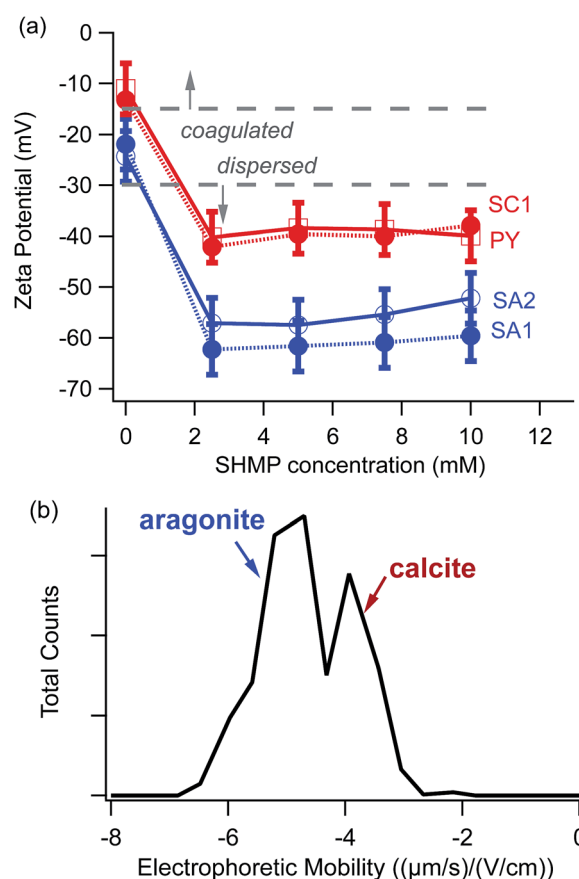 (a)
0
-10
-20
-30
-40
-50
-60
-70
Zeta Potential (mV)
coagulated
dispersed
SC1
PY
SA2
SA1
0 2 4 6 8 10 12
SHMP concentration (mM)
(b)
aragonite
calcite
Total Counts
-8 -6 -4 -2 0
Electrophoretic Mobility ((µm/s)/(V/cm))